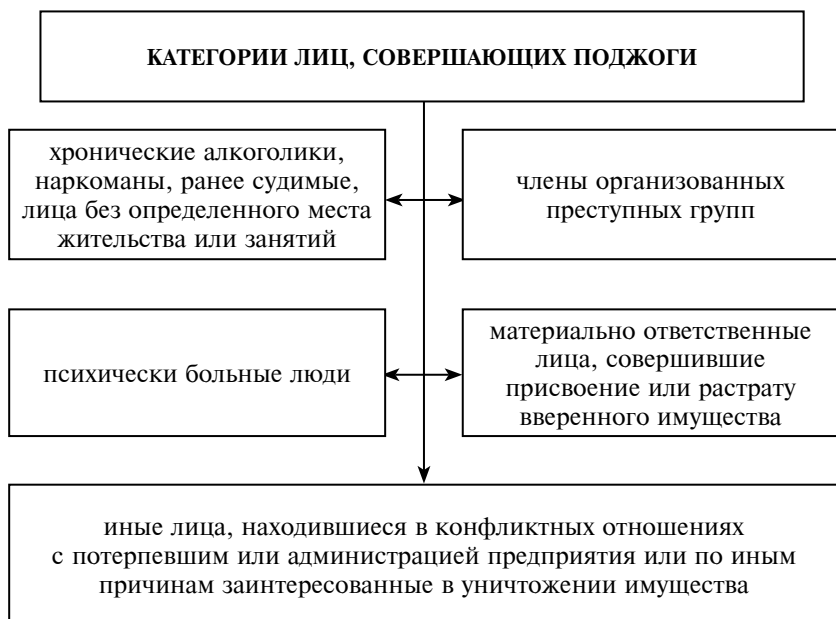 КАТЕГОРИИ ЛИЦ, СОВЕРШАЮЩИХ ПОДЖОГИ
хронические алкоголики,
наркоманы, ранее судимые,
лица без определенного места
жительства или занятий
члены организованных
преступных групп
психически больные люди
материально ответственные
лица, совершившие
присвоение или растрату
вверенного имущества
иные лица, находившиеся в конфликтных отношениях
с потерпевшим или администрацией предприятия или по иным
причинам заинтересованные в уничтожении имущества